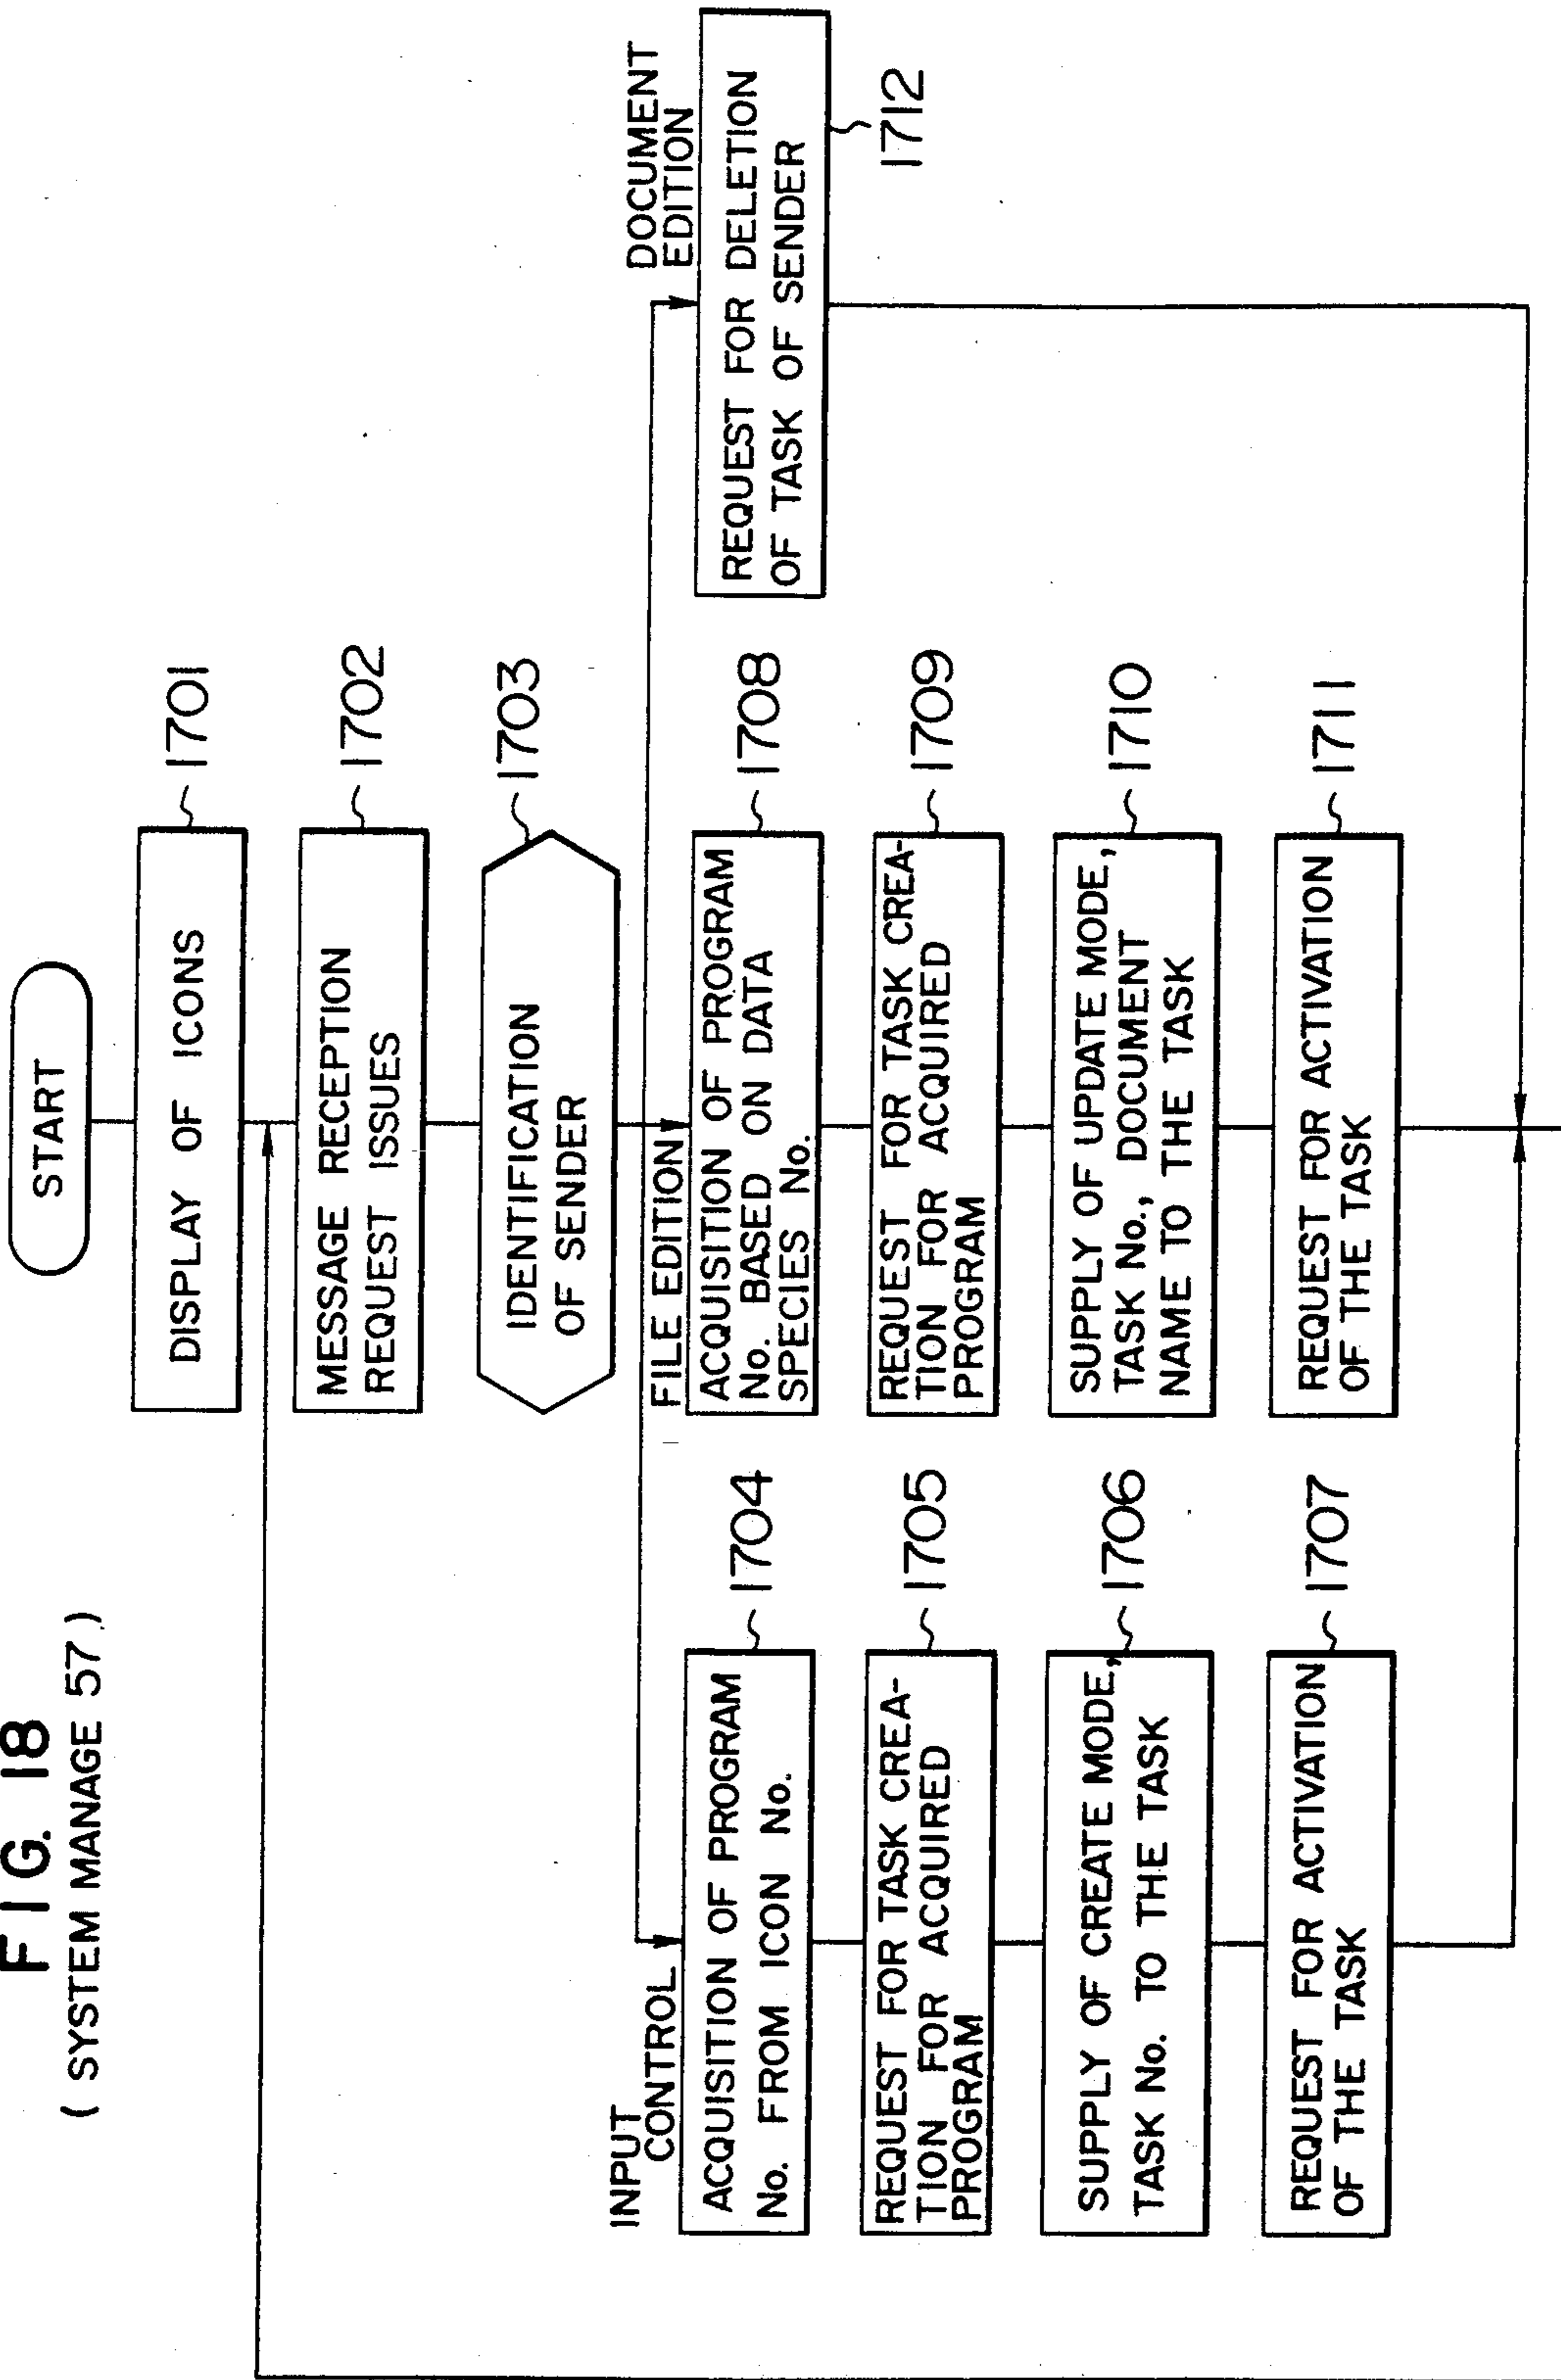 FIG. 18
( SYSTEM MANAGE 57 )
START
DISPLAY OF ICONS
1701
MESSAGE RECEPTION
REQUEST ISSUES
1702
IDENTIFICATION
OF SENDER
1703
INPUT
CONTROL
ACQUISITION OF PROGRAM
No. FROM ICON No.
1704
REQUEST FOR TASK CREA-
TION FOR ACQUIRED
PROGRAM
1705
SUPPLY OF CREATE MODE,
TASK No. TO THE TASK
1706
REQUEST FOR ACTIVATION
OF THE TASK
1707
FILE EDITION
ACQUISITION OF PROGRAM
No. BASED ON DATA
SPECIES No.
1708
REQUEST FOR TASK CREA-
TION FOR ACQUIRED
PROGRAM
1709
SUPPLY OF UPDATE MODE,
TASK No., DOCUMENT
NAME TO THE TASK
1710
REQUEST FOR ACTIVATION
OF THE TASK
1711
DOCUMENT
EDITION
REQUEST FOR DELETION
OF TASK OF SENDER
1712